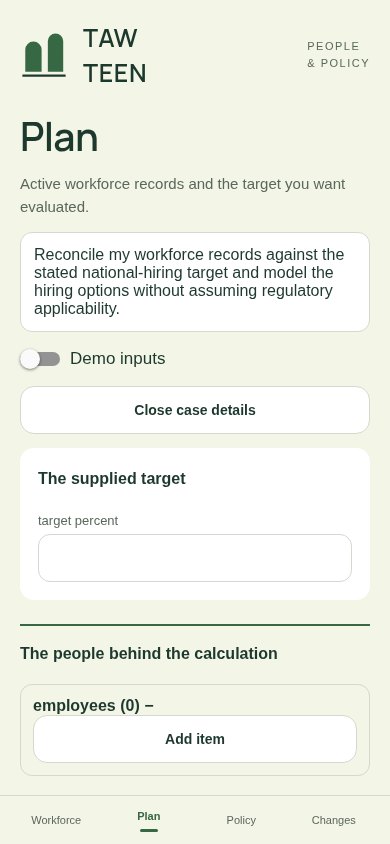 TAW
TEEN
PEOPLE
& POLICY
Plan
Active workforce records and the target you want
evaluated.
Reconcile my workforce records against the
stated national-hiring target and model the
hiring options without assuming regulatory
applicability.
Demo inputs
Close case details
The supplied target
target percent
The people behind the calculation
employees (0) −
Add item
Workforce
Plan
Policy
Changes